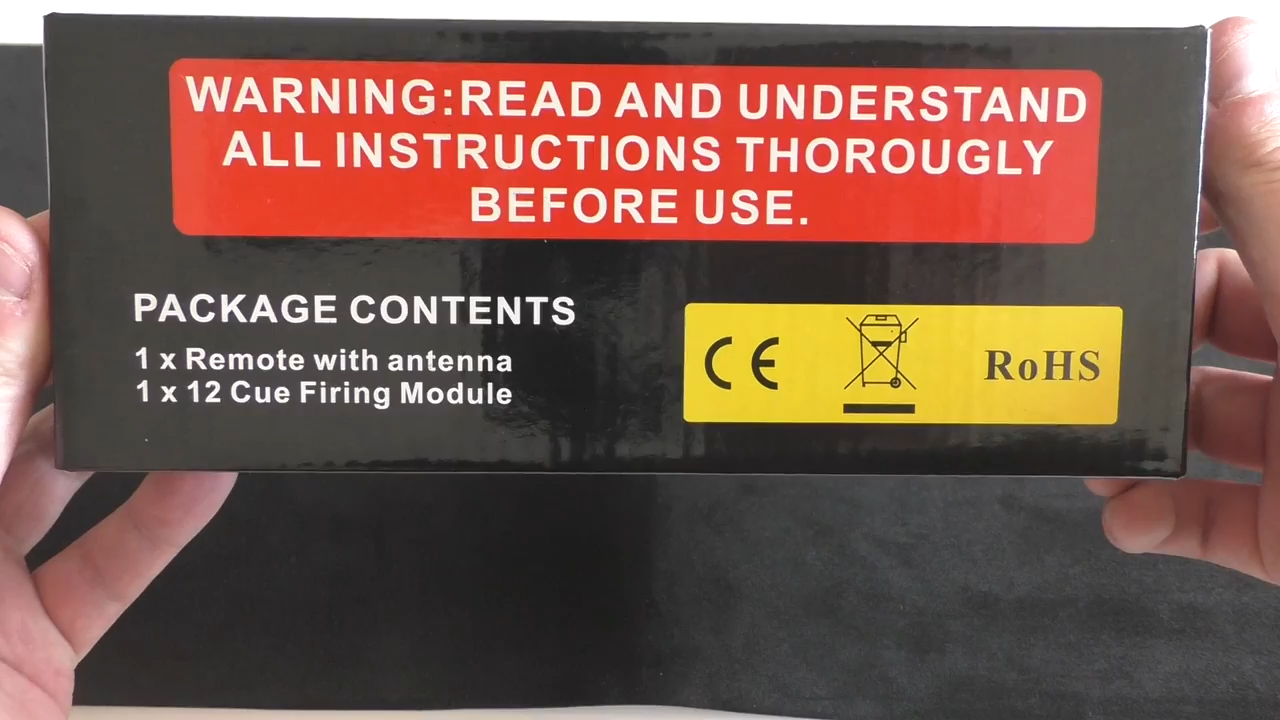 WARNING:READ AND UNDERSTAND
ALL INSTRUCTIONS THOROUGLY
BEFORE USE.
PACKAGE CONTENTS
1 x Remote with antenna
1 x 12 Cue Firing Module
CE
RoHS